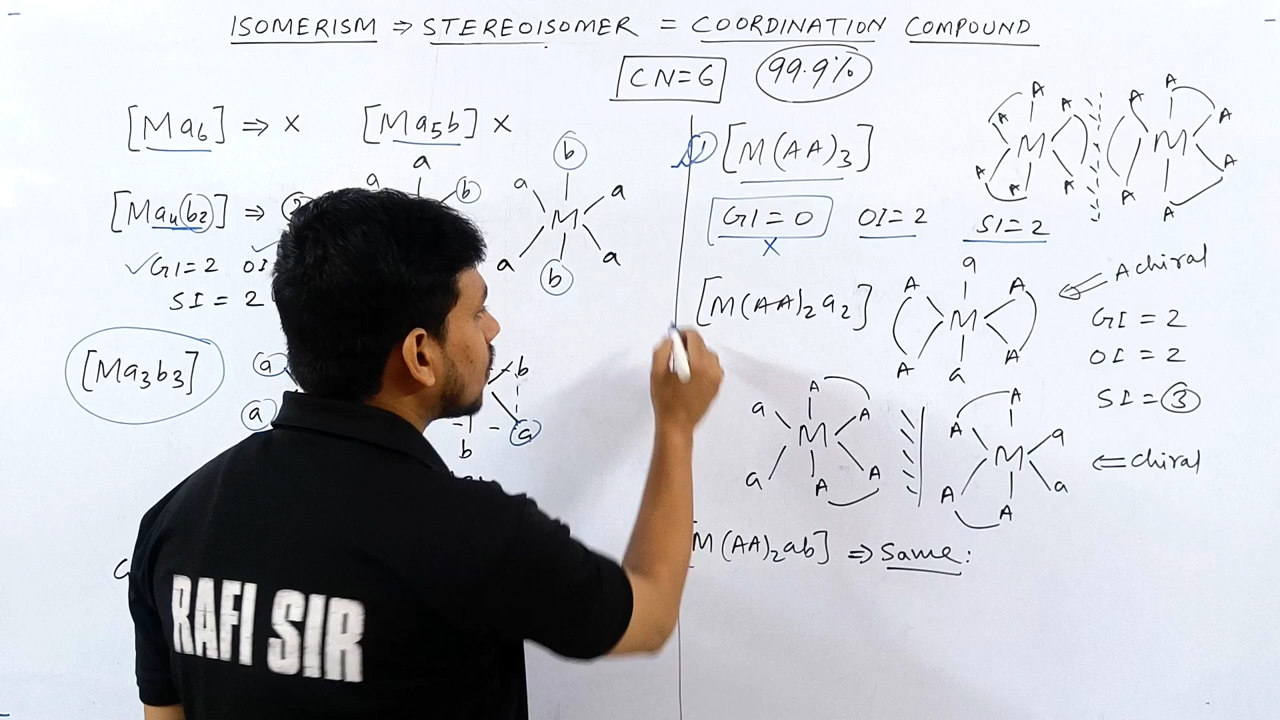 ISOMERISM ⇒ STEREOISOMER = COORDINATION COMPOUND
CN=6 99.9%
[Ma6] ⇒ × [Ma5b] ×
a
a b
[Ma4b2] ⇒
✓GI=2 OI
SI = 2
b
a a
M
a a
b
[Ma3b3]
a b
a a
b
G
① [M(AA)3]
GI=0 OI=2 SI=2
×
A A
A M A M A
A A A A A
A
[M(AA)2a2]
a
A A
M
A A
a
⇐ Achiral
GI = 2
OI = 2
SI = 3
A A
a A A a
M M
a A A a
A A
⇐ chiral
M(AA)2ab] ⇒ Same:
RAFI SIR